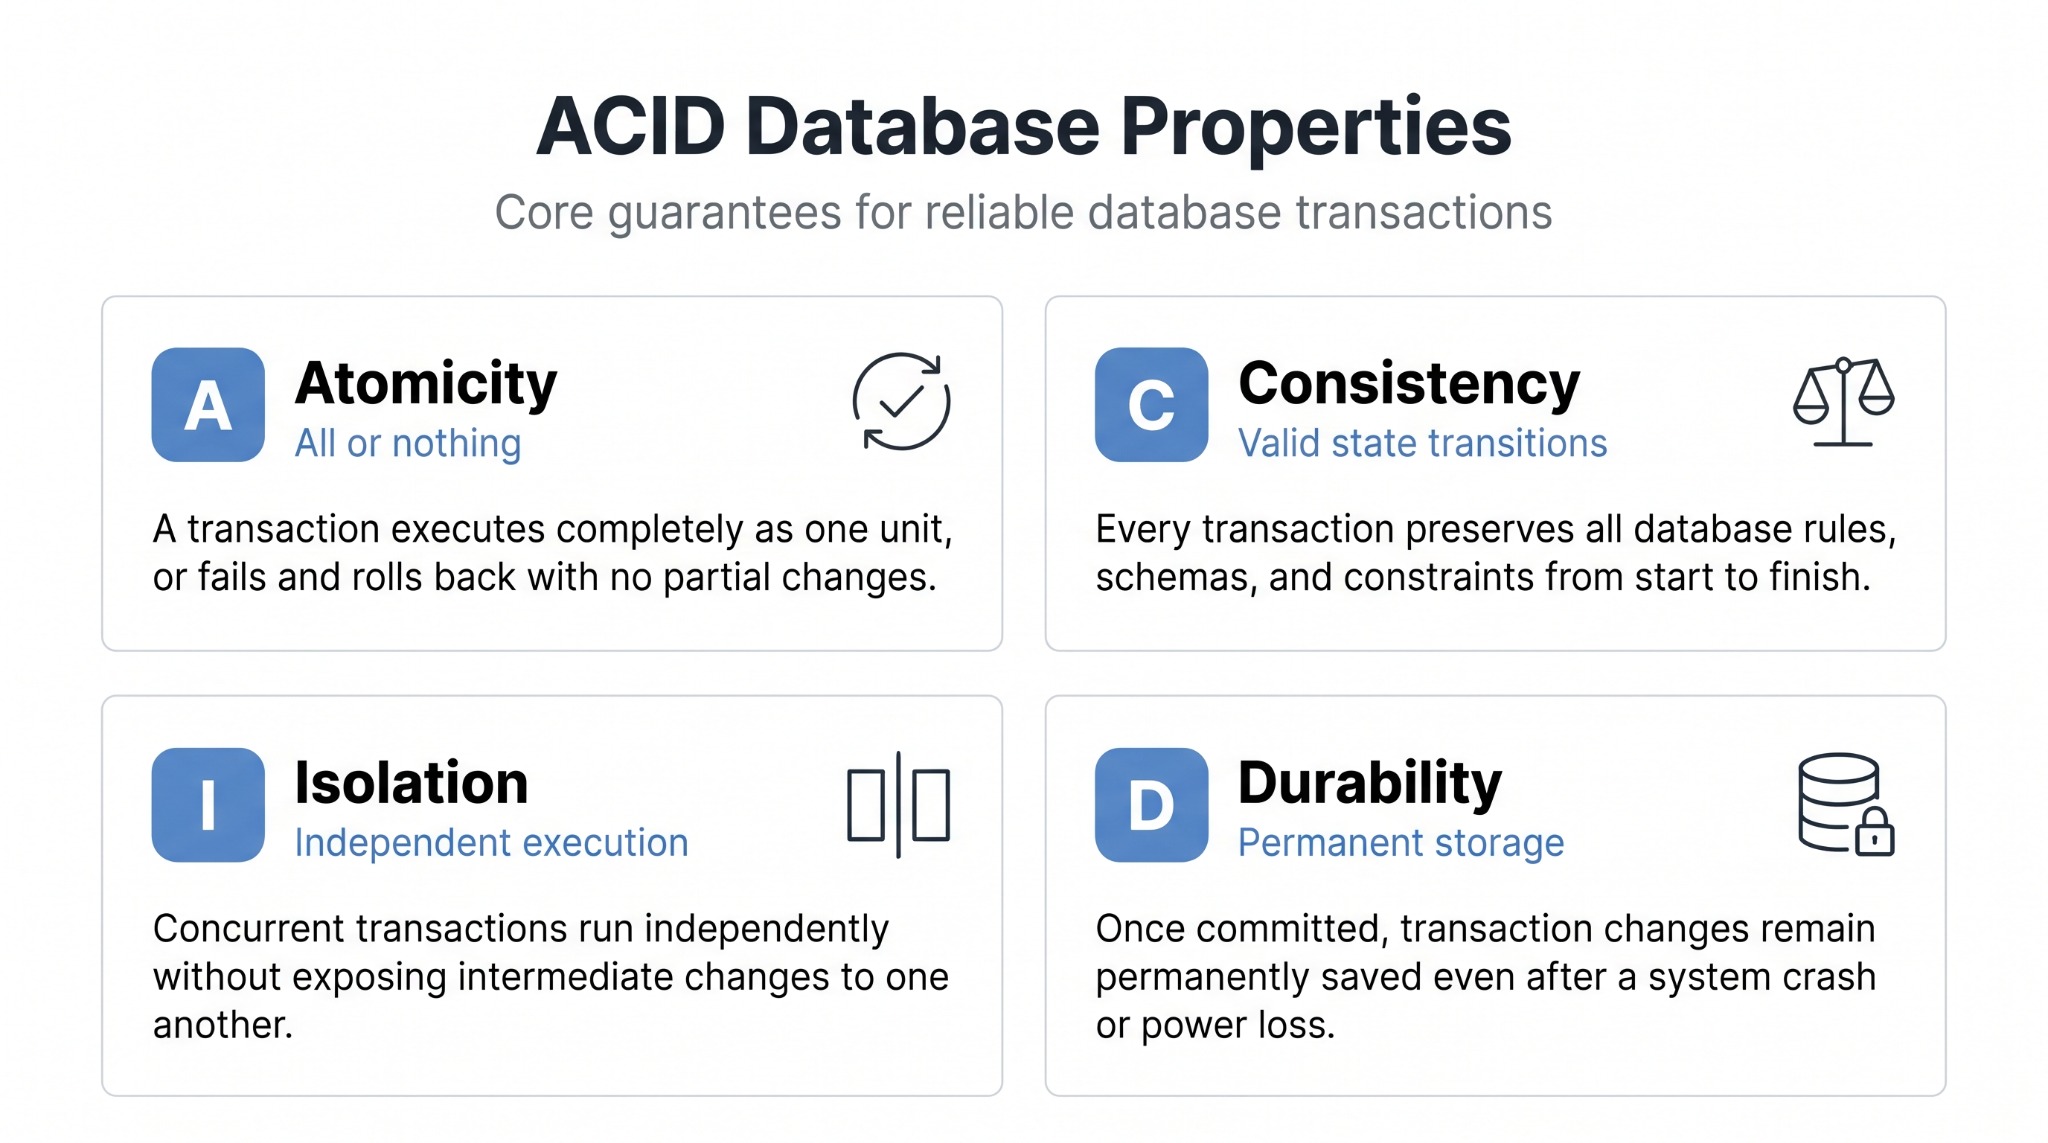 ACID Database Properties
Core guarantees for reliable database transactions
A
Atomicity
All or nothing
A transaction executes completely as one unit,
or fails and rolls back with no partial changes.
C
Consistency
Valid state transitions
Every transaction preserves all database rules,
schemas, and constraints from start to finish.
I
Isolation
Independent execution
Concurrent transactions run independently
without exposing intermediate changes to one
another.
D
Durability
Permanent storage
Once committed, transaction changes remain
permanently saved even after a system crash
or power loss.